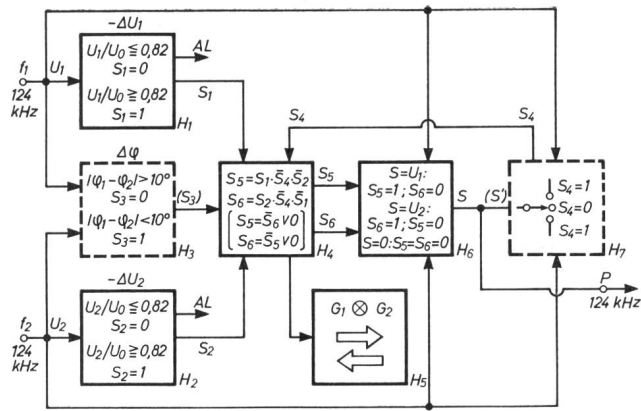 −ΔU₁
f₁
124
kHz
U₁
U₁/U₀ ≦ 0,82
S₁=0
U₁/U₀ ≧ 0,82
S₁=1
H₁
AL
S₁
Δφ
|φ₁−φ₂|>10°
S₃=0
|φ₁−φ₂|<10°
S₃=1
H₃
(S₃)
−ΔU₂
f₂
124
kHz
U₂
U₂/U₀ ≦ 0,82
S₂=0
U₂/U₀ ≧ 0,82
S₂=1
H₂
AL
S₂
S₄
S₅=S₁·S̄₄·S̄₂
S₆=S₂·S̄₄·S̄₁
[S₅=S̄₆ v 0]
[S₆=S̄₅ v 0]
H₄
S₅
S₆
G₁ ⊗ G₂
H₅
S=U₁:
S₅=1; S₆=0
S=U₂:
S₆=1; S₅=0
S=0:S₅=S₆=0
H₆
S
(S')
S₄
S₄=1
S₄=0
S₄=1
H₇
P
124 kHz